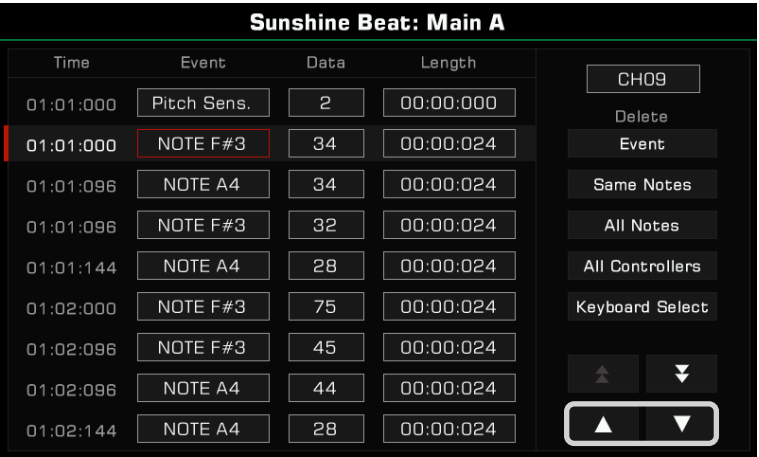 Sunshine Beat: Main A
Time Event Data Length
01:01:000 Pitch Sens. 2 00:00:000
01:01:000 NOTE F#3 34 00:00:024
01:01:096 NOTE A4 34 00:00:024
01:01:096 NOTE F#3 32 00:00:024
01:01:144 NOTE A4 28 00:00:024
01:02:000 NOTE F#3 75 00:00:024
01:02:096 NOTE F#3 45 00:00:024
01:02:096 NOTE A4 44 00:00:024
01:02:144 NOTE A4 28 00:00:024
CH09
Delete
Event
Same Notes
All Notes
All Controllers
Keyboard Select